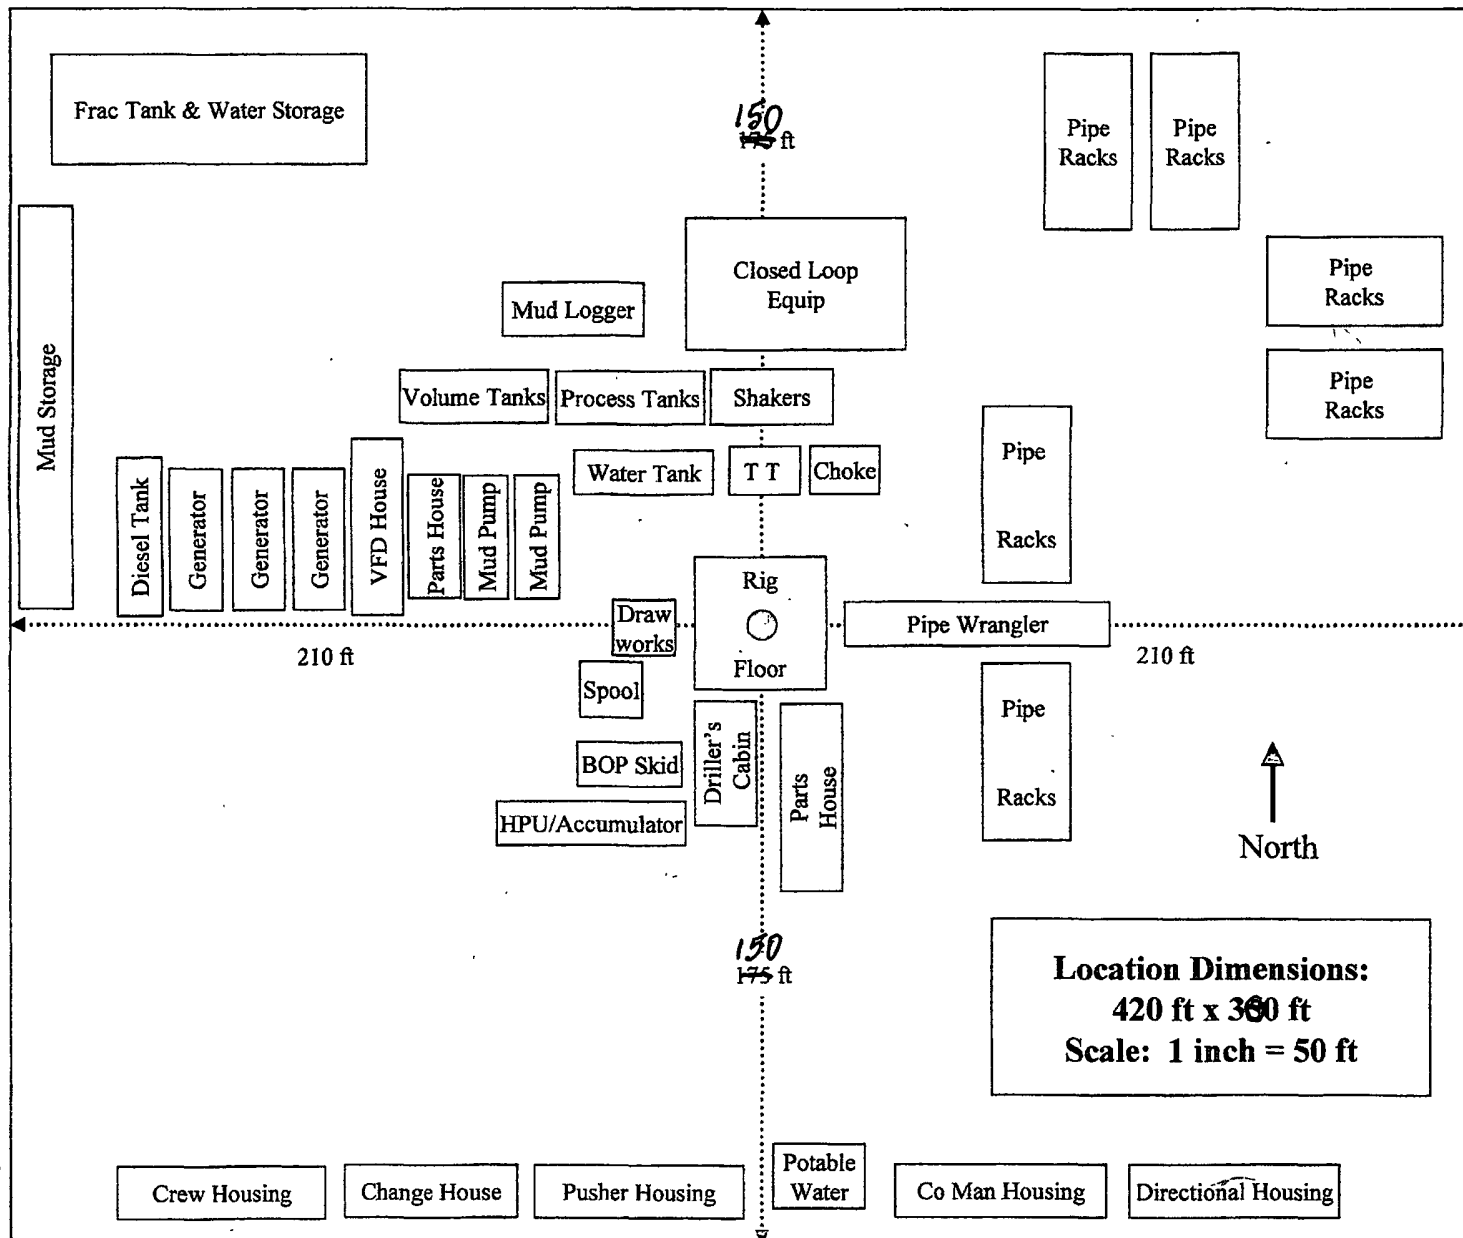 150
175 ft
Frac Tank & Water Storage
Pipe
Racks
Pipe
Racks
Closed Loop
Equip
Pipe
Racks
Mud Logger
Mud Storage
Volume Tanks
Process Tanks
Shakers
Pipe
Racks
Water Tank
T T
Choke
Pipe
Racks
Diesel Tank
Generator
Generator
Generator
VFD House
Parts House
Mud Pump
Mud Pump
Rig
Floor
Draw
works
Pipe Wrangler
210 ft
210 ft
Spool
Driller's
Cabin
Parts
House
Pipe
Racks
BOP Skid
HPU/Accumulator
North
150
175 ft
Location Dimensions:
420 ft x 300 ft
Scale: 1 inch = 50 ft
Crew Housing
Change House
Pusher Housing
Potable
Water
Co Man Housing
Directional Housing